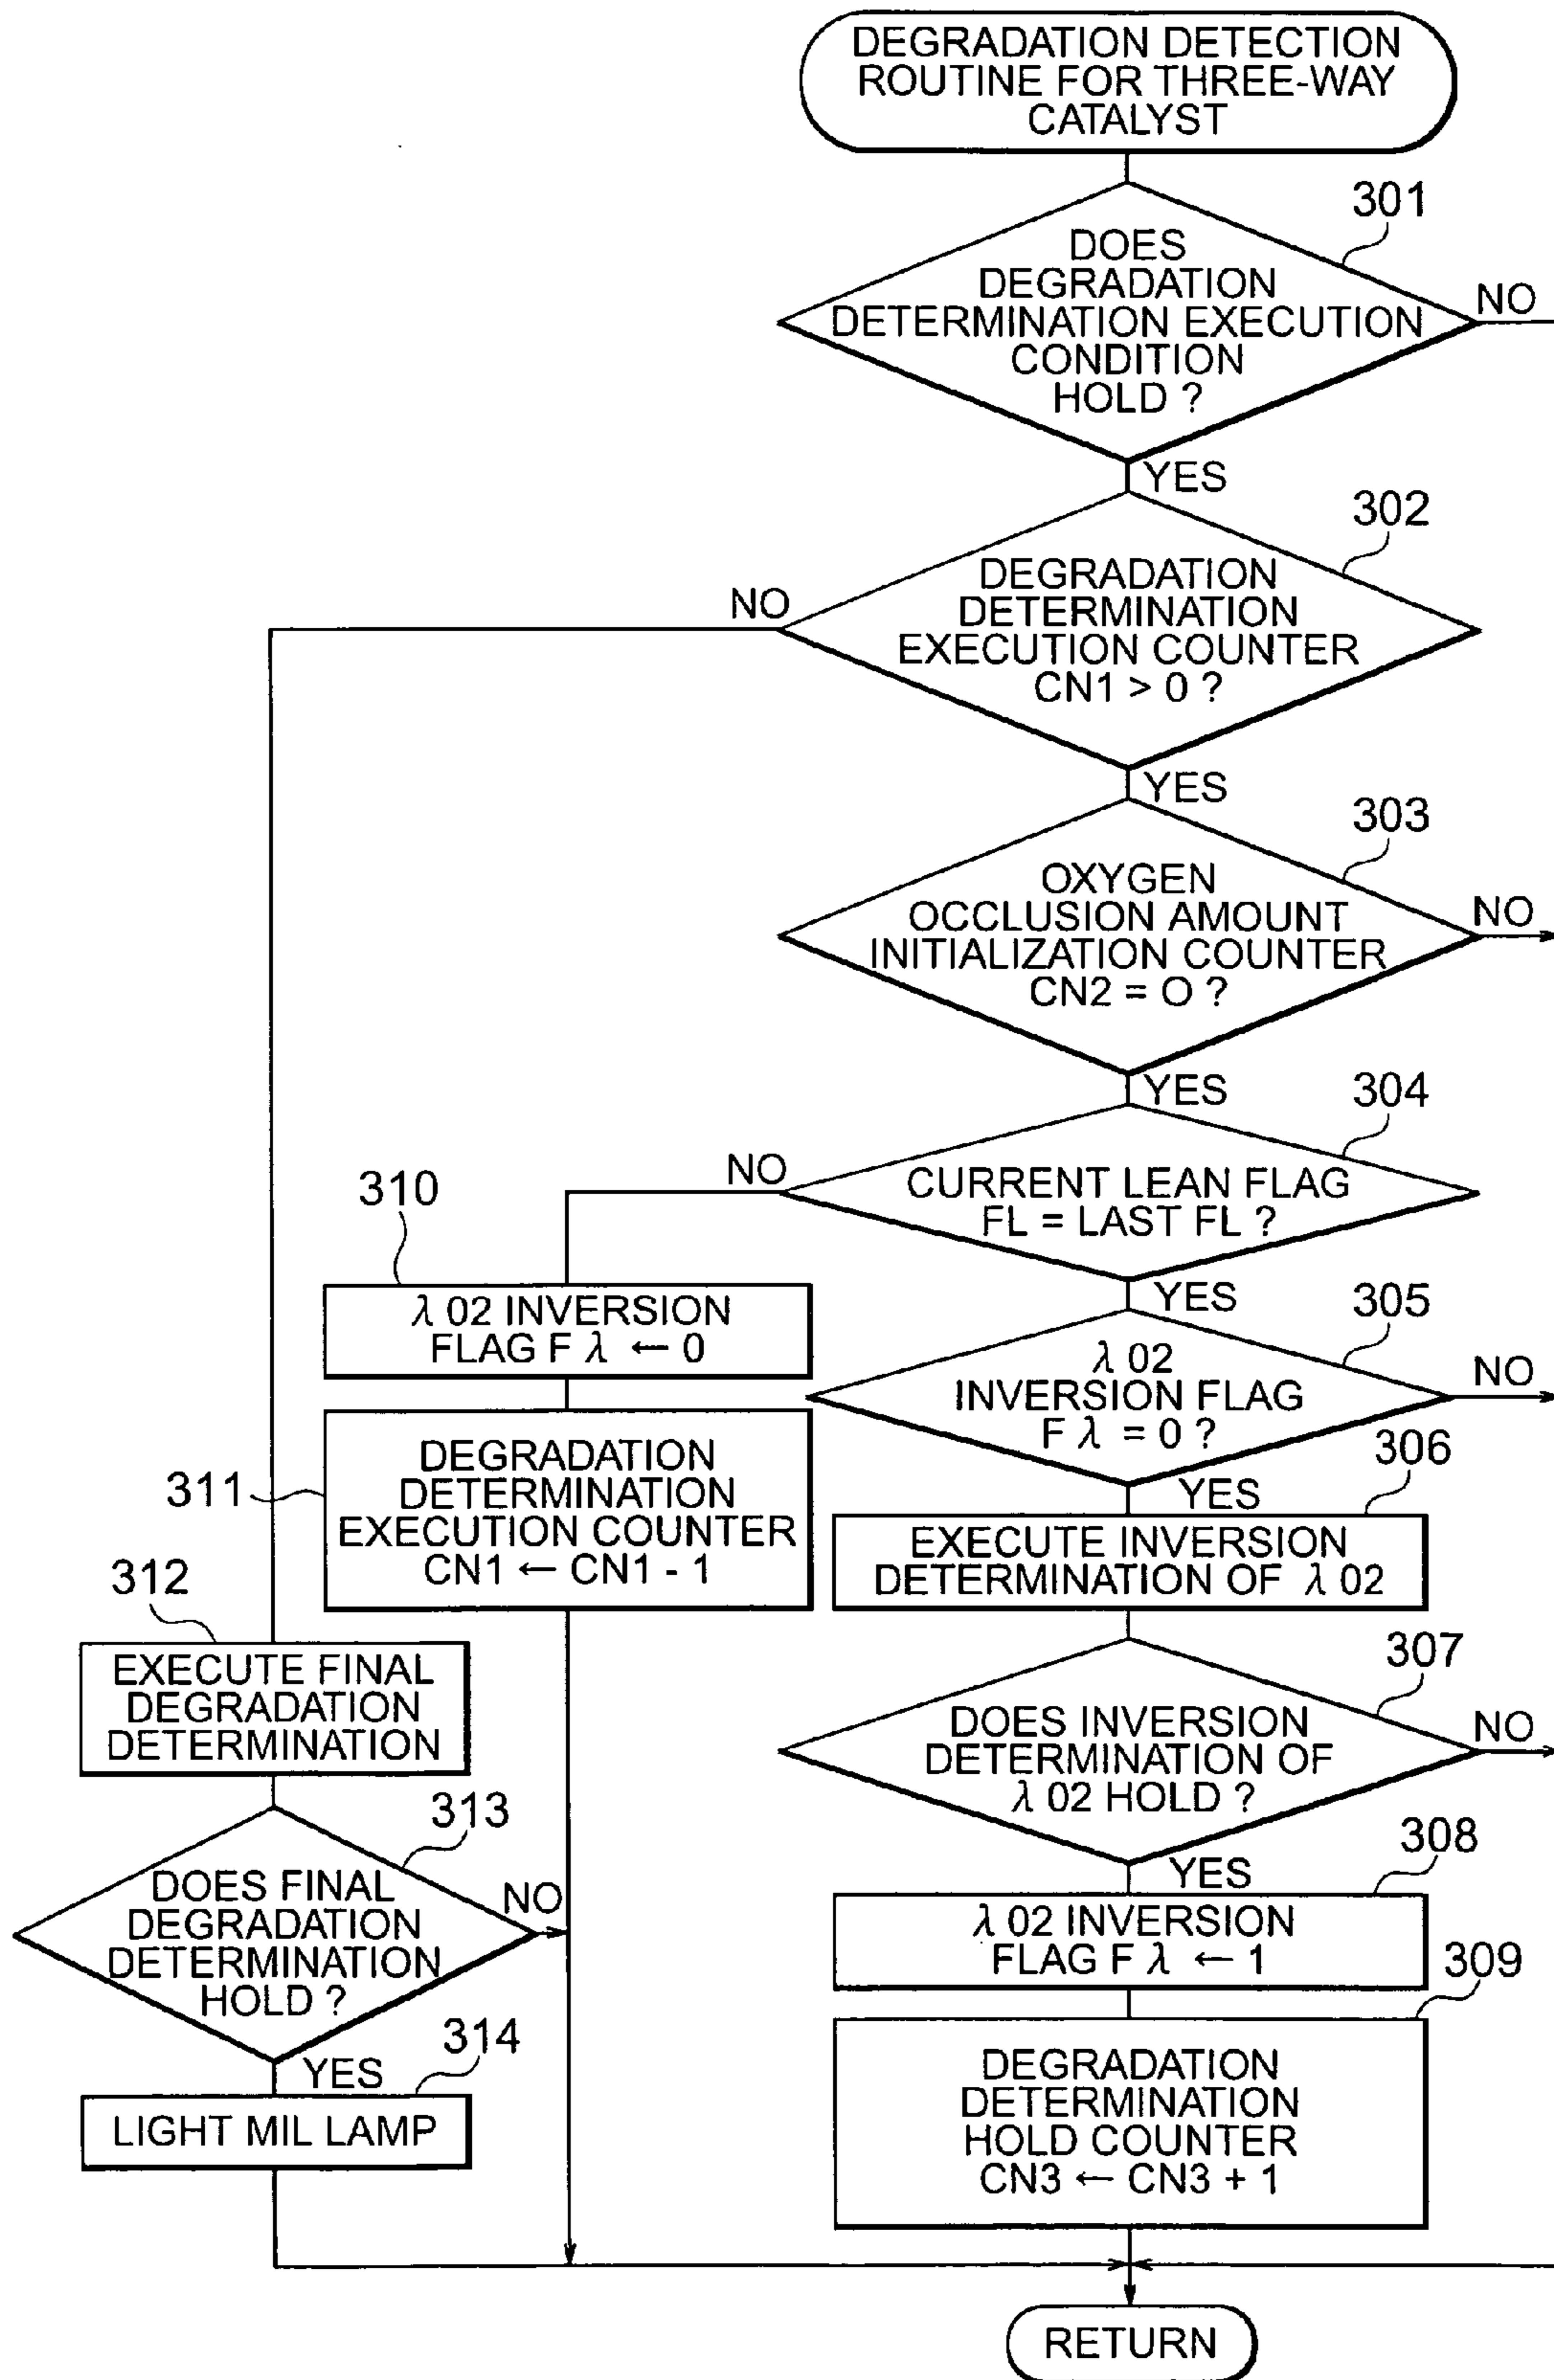 DEGRADATION DETECTION
ROUTINE FOR THREE-WAY
CATALYST
301
DOES
DEGRADATION
DETERMINATION EXECUTION
CONDITION
HOLD ?
NO
YES
302
DEGRADATION
DETERMINATION
EXECUTION COUNTER
CN1 > 0 ?
NO
YES
303
OXYGEN
OCCLUSION AMOUNT
INITIALIZATION COUNTER
CN2 = O ?
NO
YES
304
CURRENT LEAN FLAG
FL = LAST FL ?
NO
YES
310
λ 02 INVERSION
FLAG F λ ← 0
305
λ 02
INVERSION FLAG
F λ = 0 ?
NO
YES
311
DEGRADATION
DETERMINATION
EXECUTION COUNTER
CN1 ← CN1 - 1
306
EXECUTE INVERSION
DETERMINATION OF λ 02
312
EXECUTE FINAL
DEGRADATION
DETERMINATION
307
DOES INVERSION
DETERMINATION OF
λ 02 HOLD ?
NO
YES
313
DOES FINAL
DEGRADATION
DETERMINATION
HOLD ?
NO
YES
308
λ 02 INVERSION
FLAG F λ ← 1
309
DEGRADATION
DETERMINATION
HOLD COUNTER
CN3 ← CN3 + 1
314
LIGHT MIL LAMP
RETURN